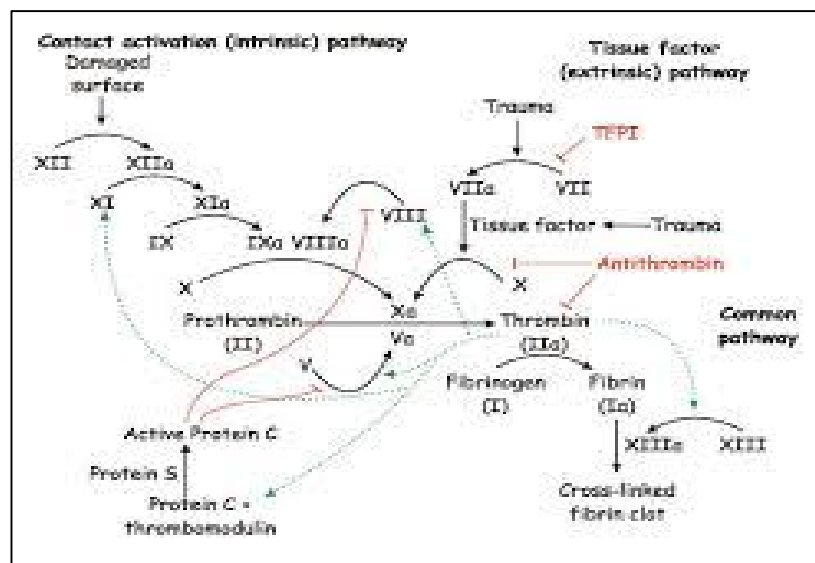 Contact activation (intrinsic) pathway
Damaged
surface
Tissue factor
(extrinsic) pathway
Trauma
TFPI
XII
XIIa
VIIa
VII
XI
XIa
VIII
Tissue factor
Trauma
IX
IXa VIIIa
Antithrombin
X
X
Xa
Common
pathway
Prothrombin
(II)
Va
Thrombin
(IIa)
V
Fibrinogen
(I)
Fibrin
(Ia)
Active Protein C
XIIIa
XIII
Protein S
Protein C +
thrombomodulin
Cross-linked
fibrin clot